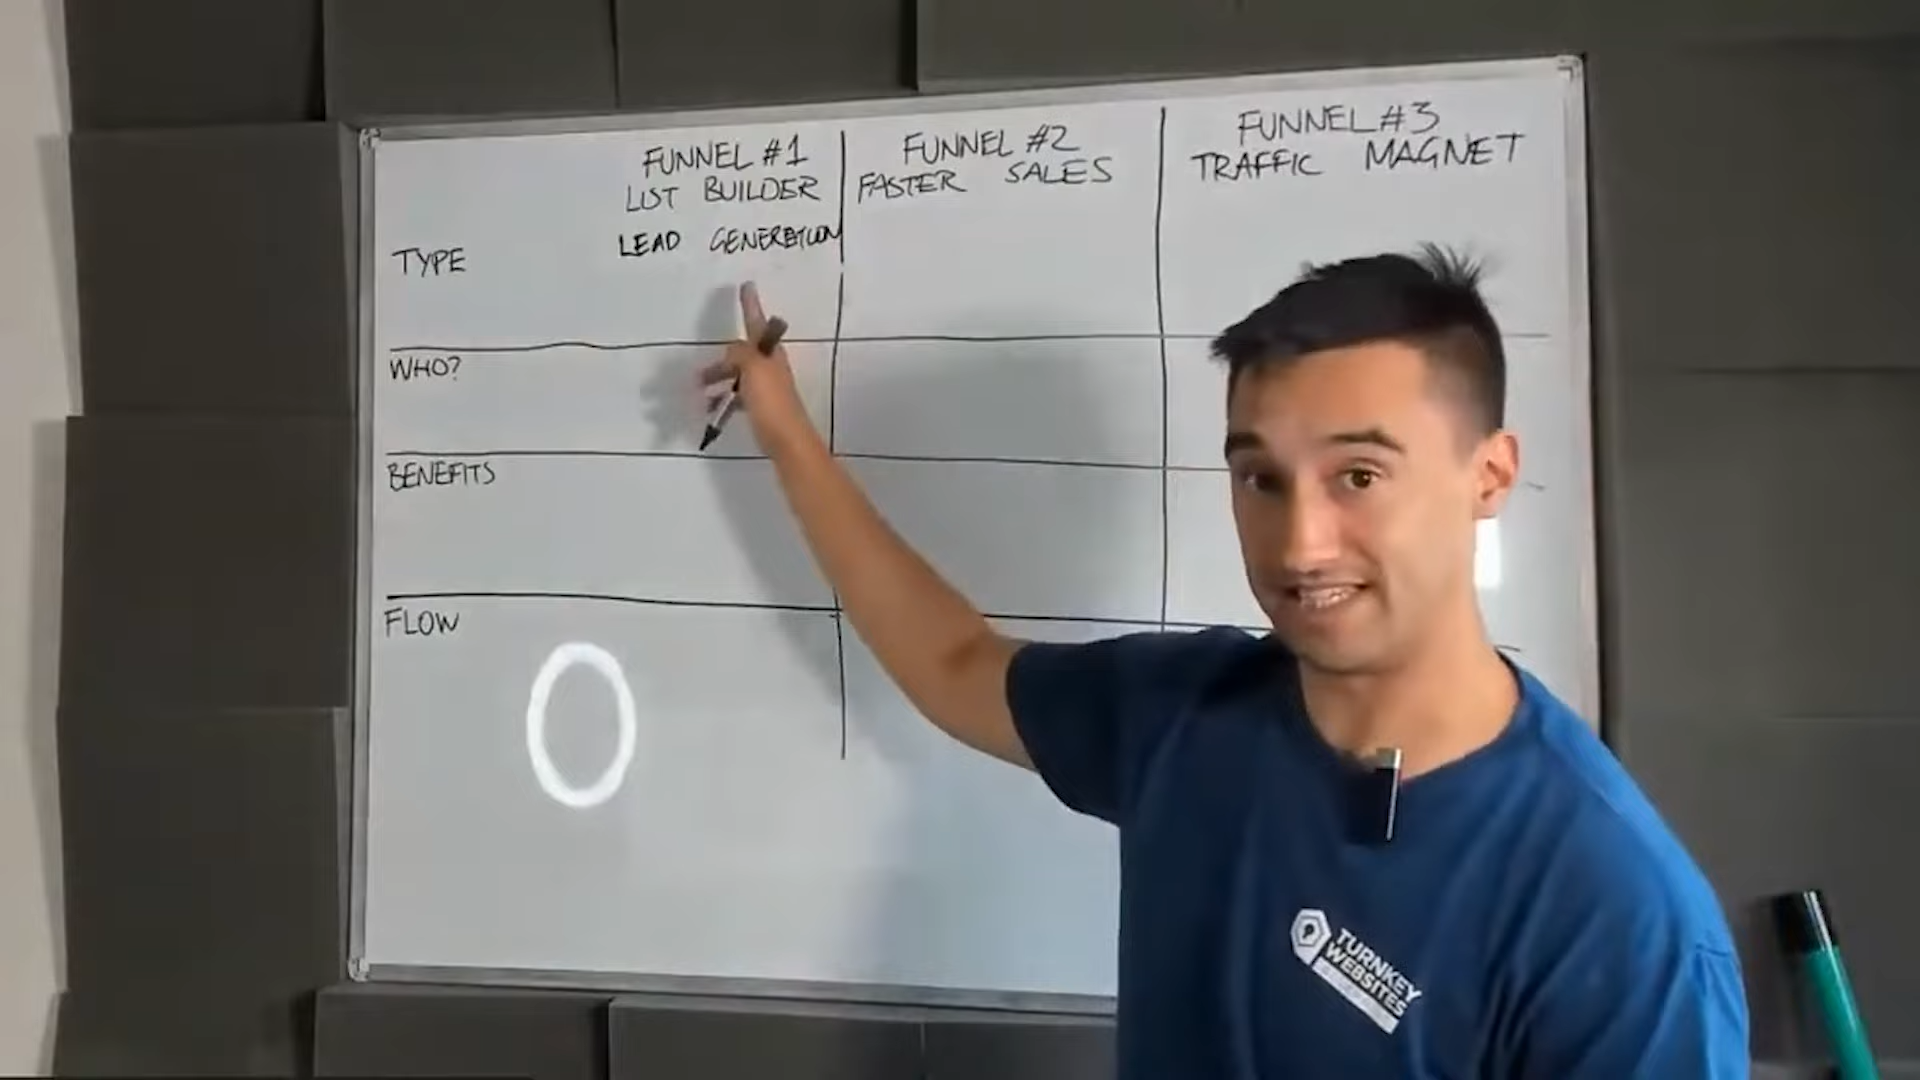 FUNNEL #1
LIST BUILDER
LEAD GENERATION
FUNNEL #2
FASTER SALES
FUNNEL #3
TRAFFIC MAGNET
TYPE
WHO?
BENEFITS
FLOW
TURNKEY
WEBSITES